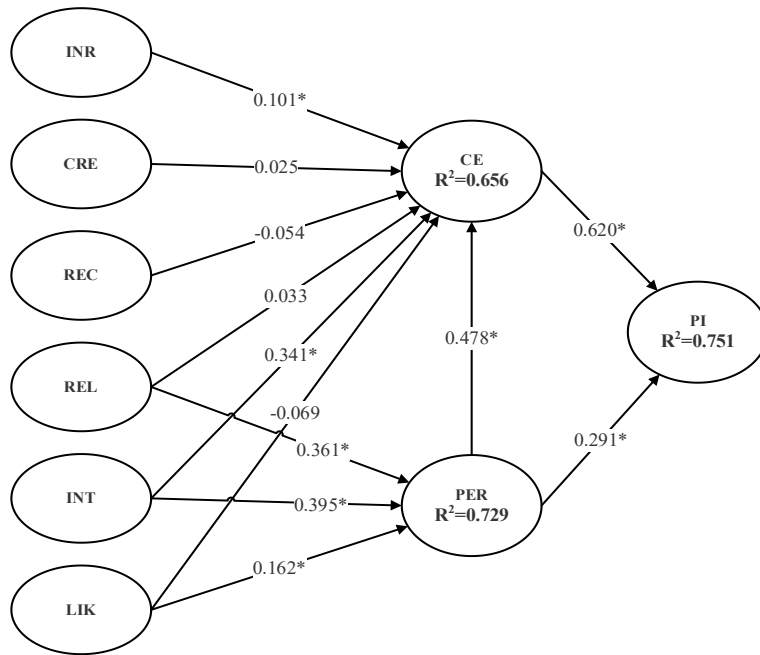 INR
0.101*
CRE
0.025
CE
R²=0.656
REC
-0.054
0.620*
REL
0.033
0.341*
0.478*
PI
R²=0.751
-0.069
0.361*
0.291*
INT
0.395*
PER
R²=0.729
LIK
0.162*